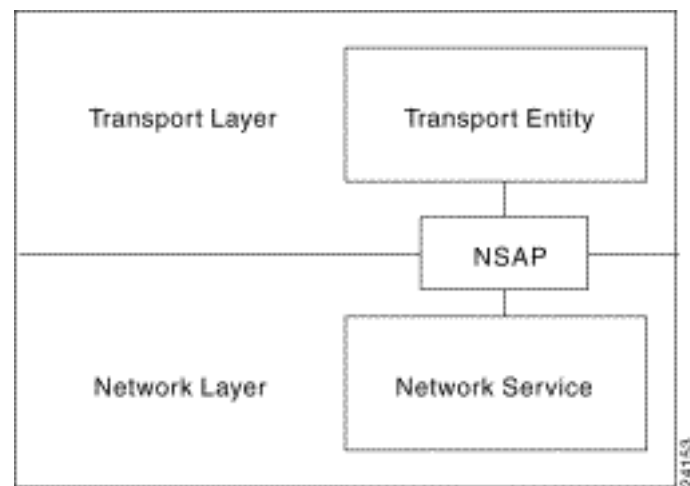 Transport Layer
Transport Entity
NSAP
Network Layer
Network Service
24153